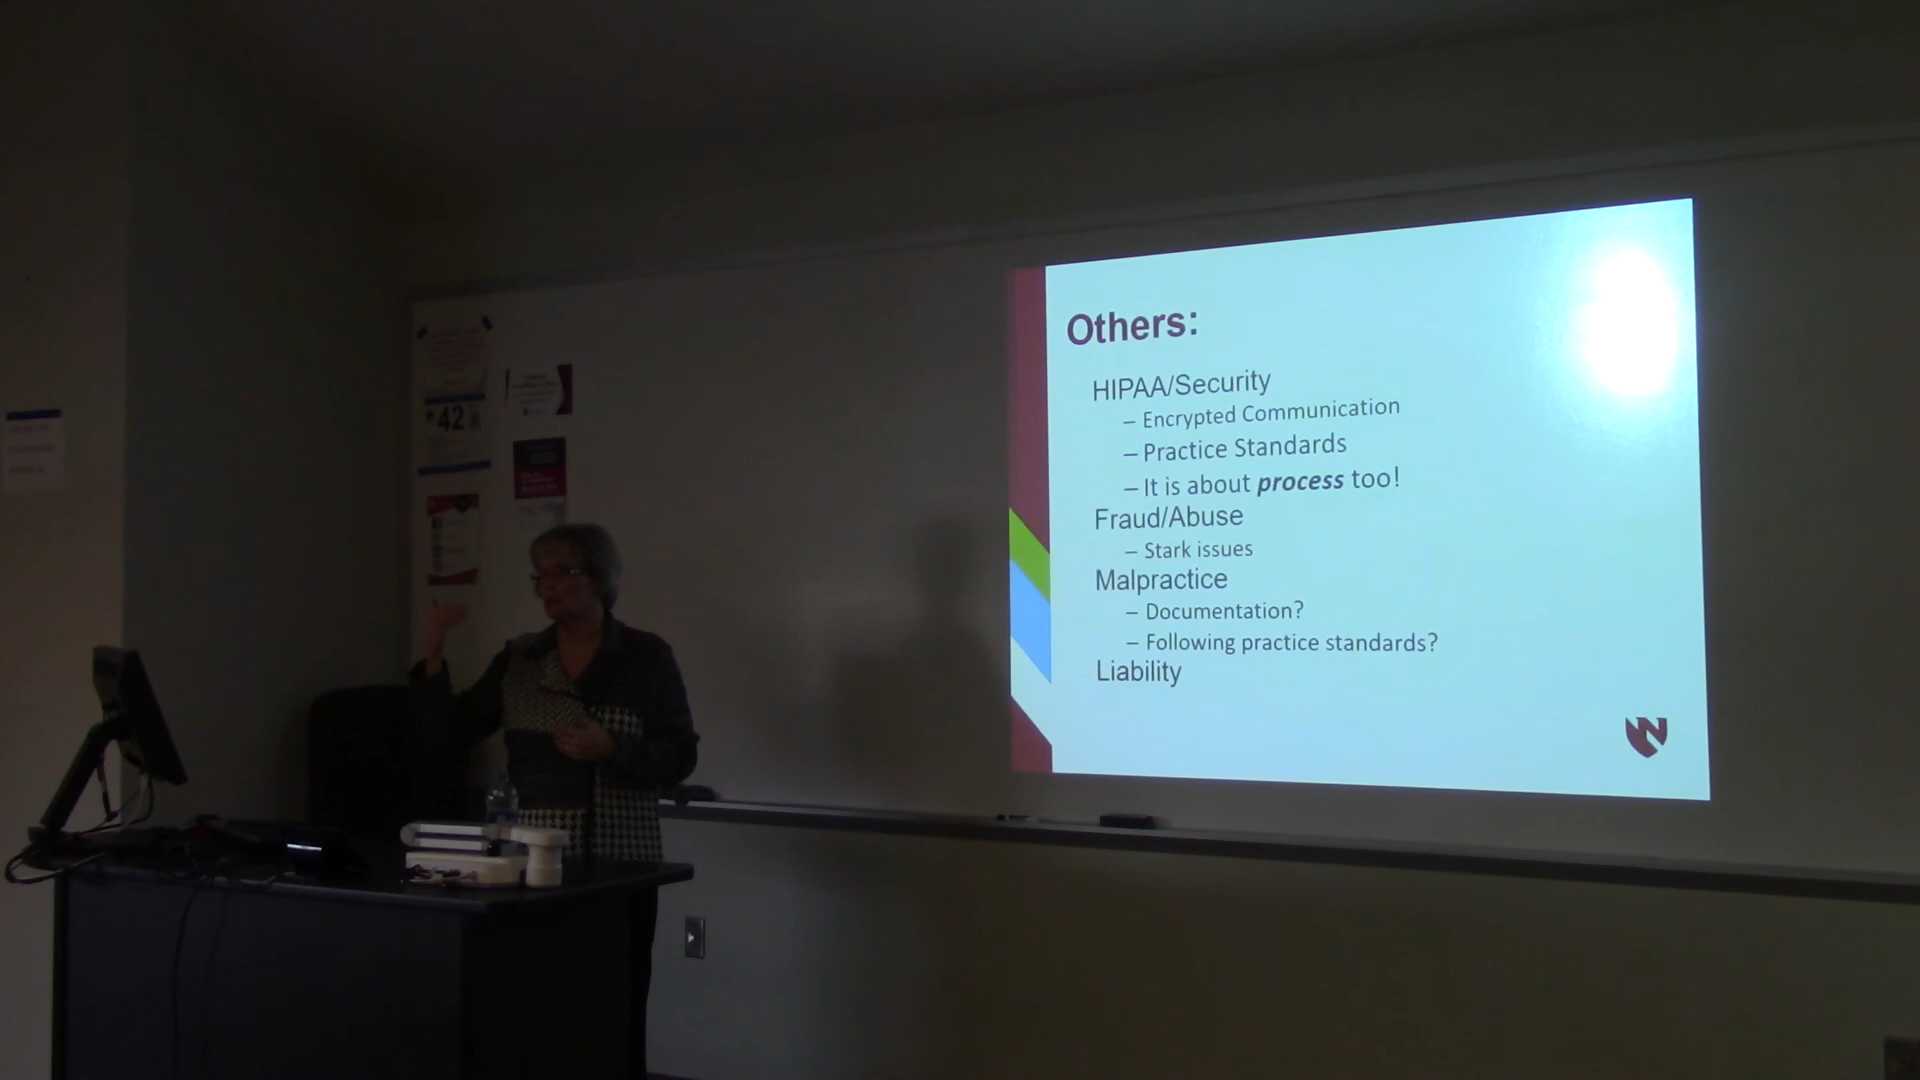 Others:
HIPAA/Security
– Encrypted Communication
– Practice Standards
– It is about process too!
Fraud/Abuse
– Stark issues
Malpractice
– Documentation?
– Following practice standards?
Liability
42